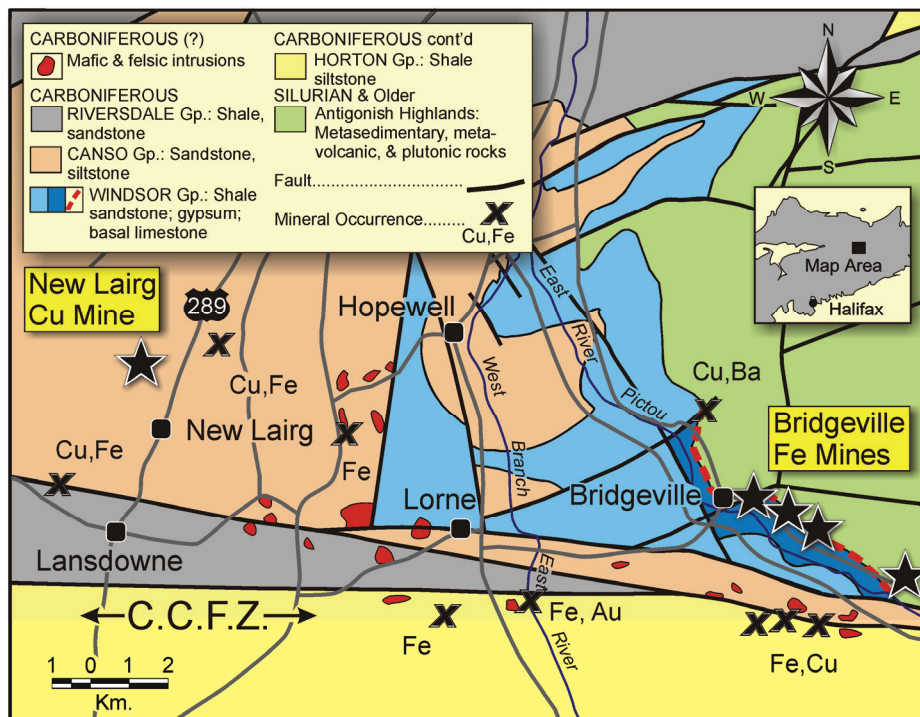 CARBONIFEROUS (?)
Mafic & felsic intrusions
CARBONIFEROUS
RIVERSDALE Gp.: Shale,
sandstone
CANSO Gp.: Sandstone,
siltstone
WINDSOR Gp.: Shale
sandstone; gypsum;
basal limestone
CARBONIFEROUS cont'd
HORTON Gp.: Shale
siltstone
SILURIAN & Older
Antigonish Highlands:
Metasedimentary, meta-
volcanic, & plutonic rocks
Fault
Mineral Occurrence
Cu,Fe
N
W
E
S
Map Area
Halifax
New Lairg
Cu Mine
289
Hopewell
East
River
Pictou
West
Branch
East
River
Cu,Fe
Cu,Fe
New Lairg
Fe
Cu,Ba
Bridgeville
Fe Mines
Bridgeville
Lorne
Lansdowne
C.C.F.Z.
Fe
Fe, Au
Fe,Cu
1 0 1 2
Km.